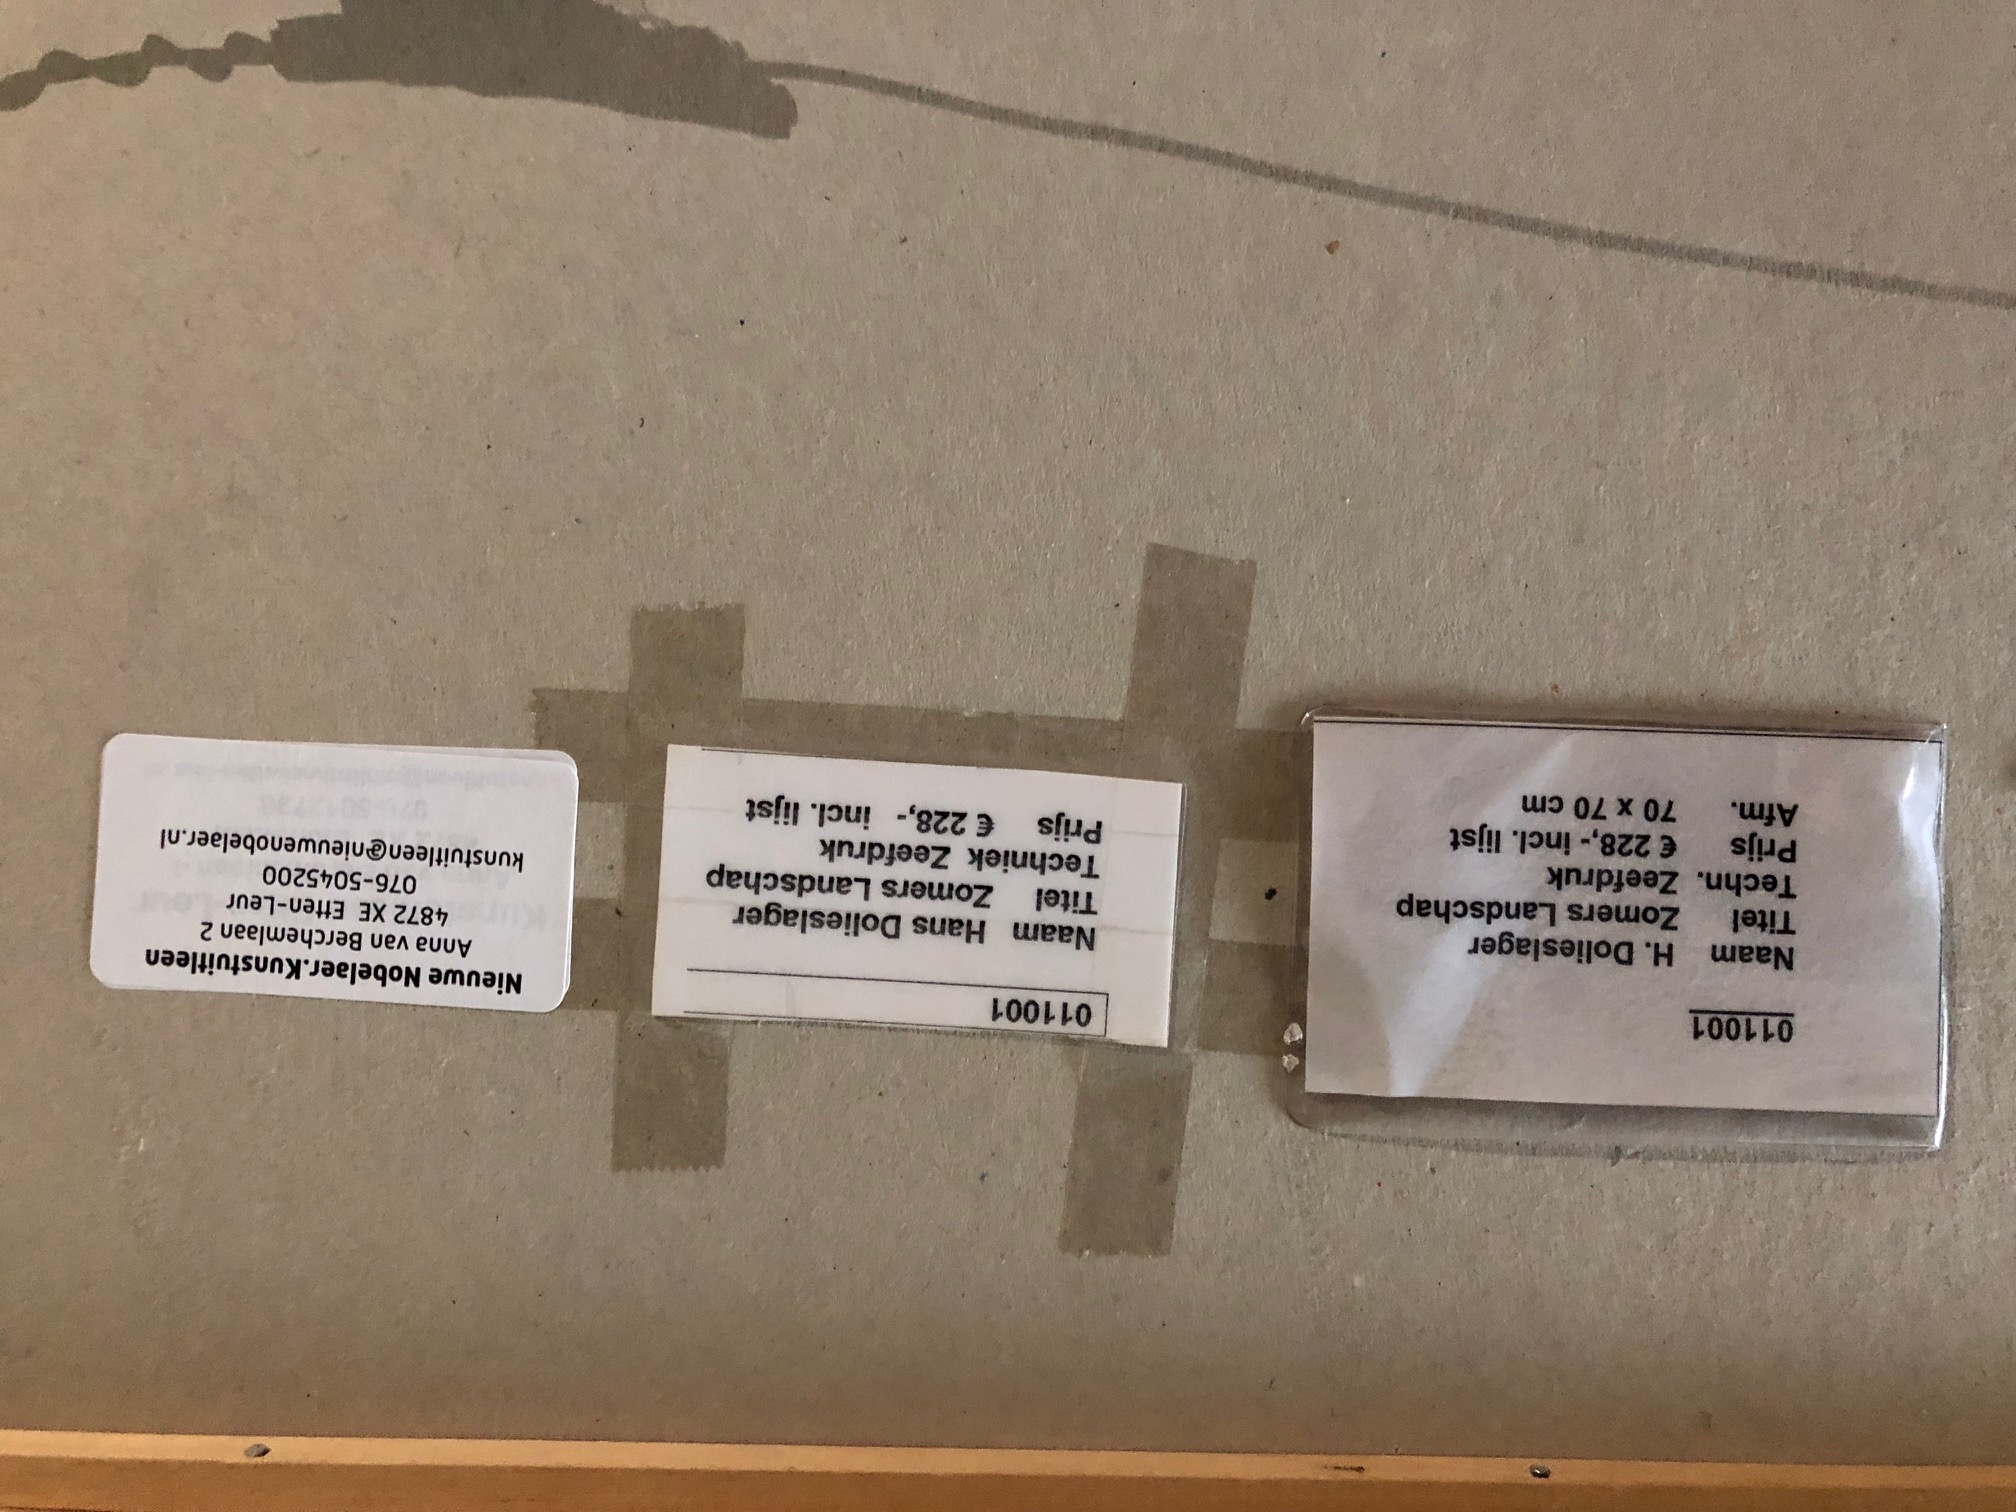 011001
Naam H. Dolieslager
Titel Zomers Landschap
Techn. Zeefdruk
Prijs € 228,- incl. lijst
Afm. 70 x 70 cm
011001
Naam Hans Dolieslager
Titel Zomers Landschap
Techniek Zeefdruk
Prijs € 228,- incl. lijst
Nieuwe Nobelaer.Kunstuitleen
Anna van Berchemlaan 2
4872 XE Etten-Leur
076-5045200
kunstuitleen@nieuwenobelaer.nl